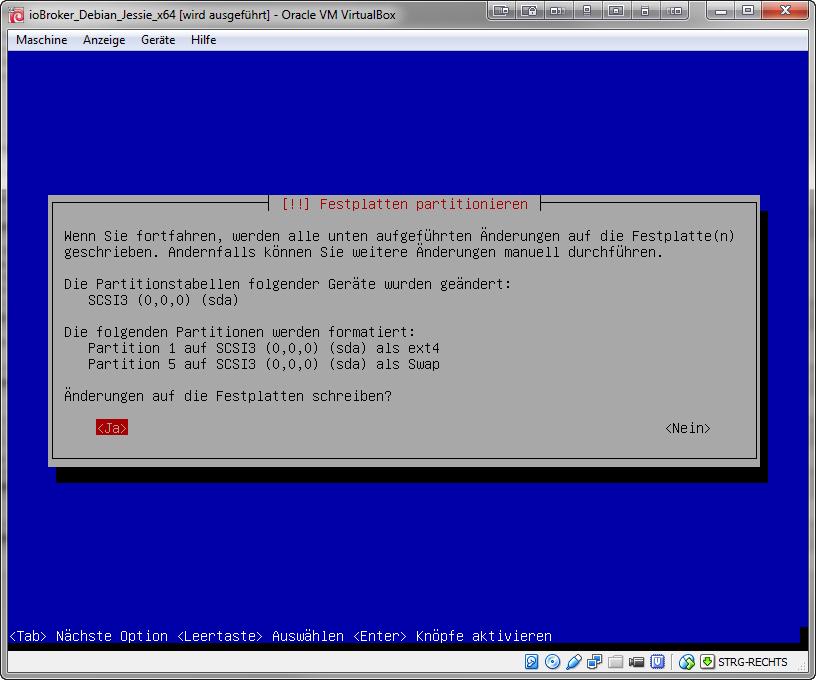 ioBroker_Debian_Jessie_x64 [wird ausgeführt] - Oracle VM VirtualBox
Maschine Anzeige Geräte Hilfe
[!!] Festplatten partitionieren
Wenn Sie fortfahren, werden alle unten aufgeführten Änderungen auf die Festplatte(n)
geschrieben. Andernfalls können Sie weitere Änderungen manuell durchführen.
Die Partitionstabellen folgender Geräte wurden geändert:
SCSI3 (0,0,0) (sda)
Die folgenden Partitionen werden formatiert:
Partition 1 auf SCSI3 (0,0,0) (sda) als ext4
Partition 5 auf SCSI3 (0,0,0) (sda) als Swap
Änderungen auf die Festplatten schreiben?
<Ja> <Nein>
<Tab> Nächste Option <Leertaste> Auswählen <Enter> Knöpfe aktivieren
STRG-RECHTS